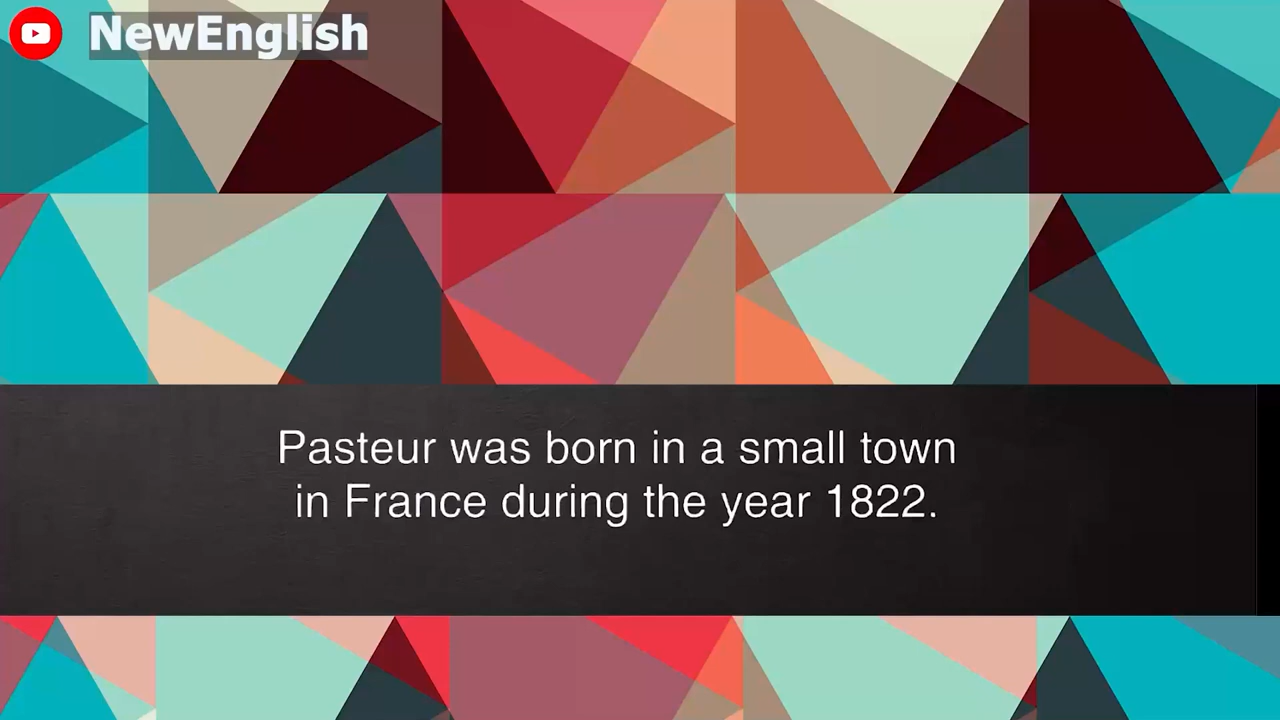 NewEnglish
Pasteur was born in a small town
in France during the year 1822.